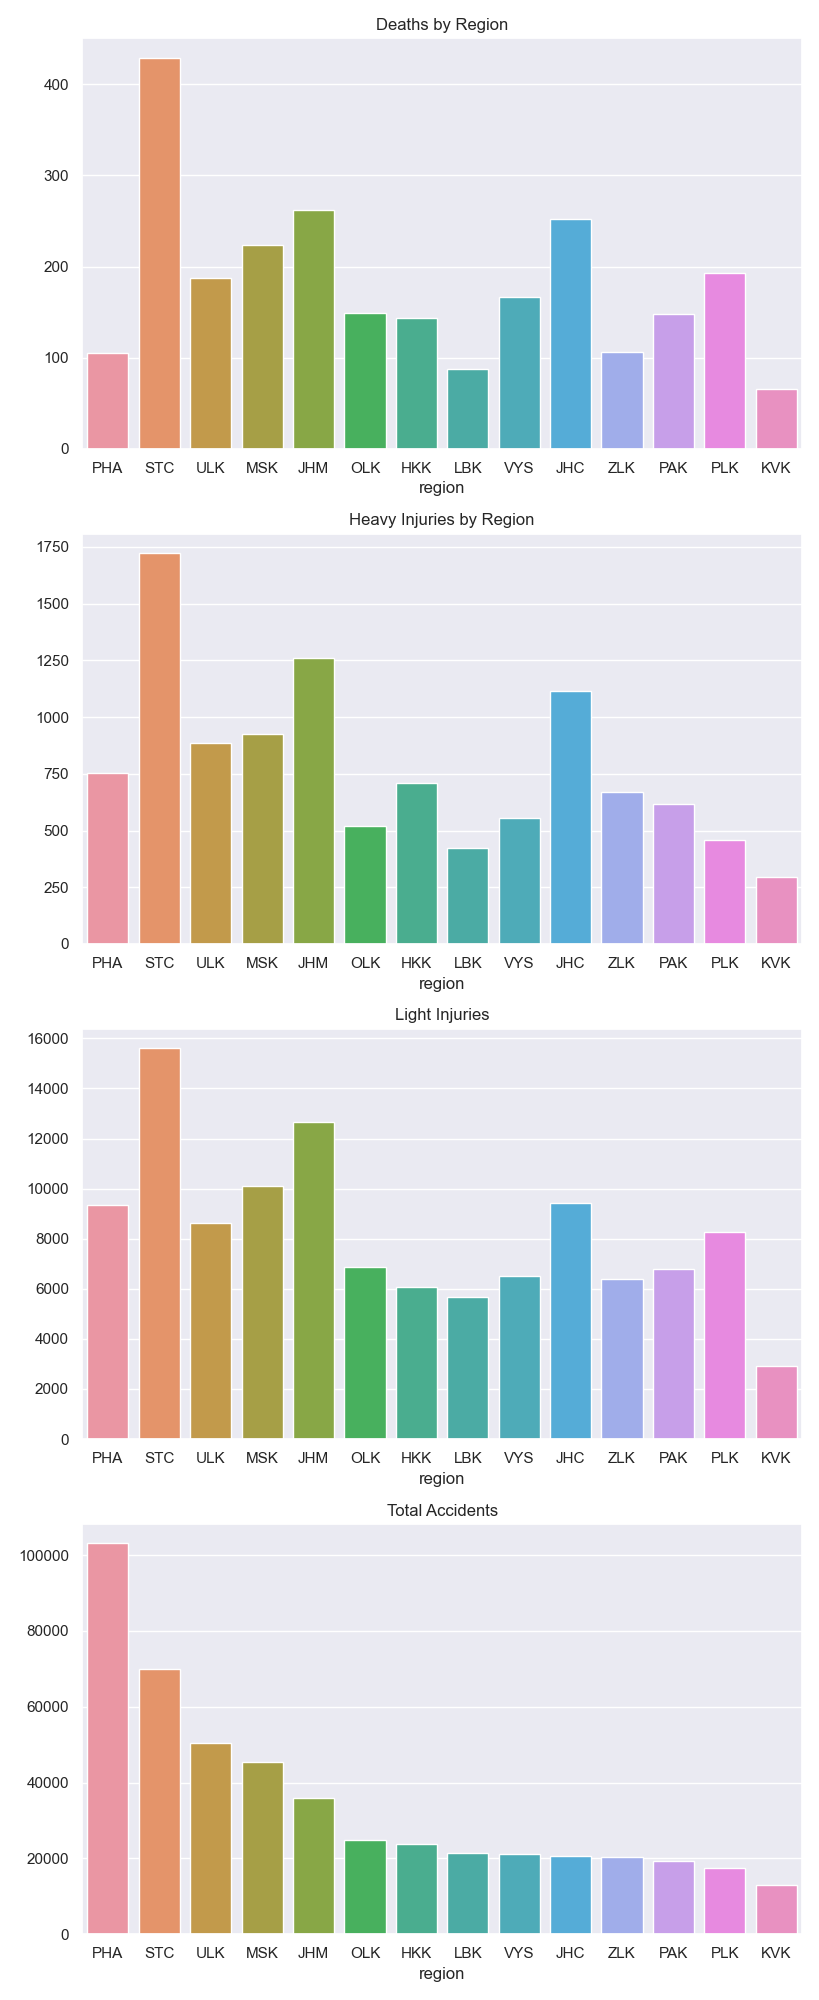 Deaths by Region
400
300
200
100
0
PHA STC ULK MSK JHM OLK HKK LBK VYS JHC ZLK PAK PLK KVK
region
Heavy Injuries by Region
1750
1500
1250
1000
750
500
250
0
PHA STC ULK MSK JHM OLK HKK LBK VYS JHC ZLK PAK PLK KVK
region
Light Injuries
16000
14000
12000
10000
8000
6000
4000
2000
0
PHA STC ULK MSK JHM OLK HKK LBK VYS JHC ZLK PAK PLK KVK
region
Total Accidents
100000
80000
60000
40000
20000
0
PHA STC ULK MSK JHM OLK HKK LBK VYS JHC ZLK PAK PLK KVK
region